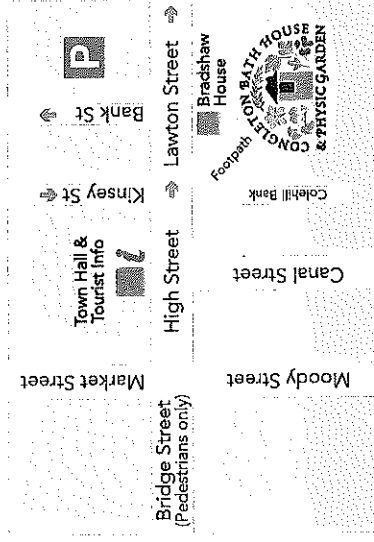 P
Bank St
Kinsey St
Town Hall &
Tourist Info
i
Market Street
Bridge Street
(Pedestrians only)
High Street
Lawton Street
Bradshaw
House
Footpath
CONGLETON BATH HOUSE
& PHYSIC GARDEN
Colehill Bank
Canal Street
Moody Street